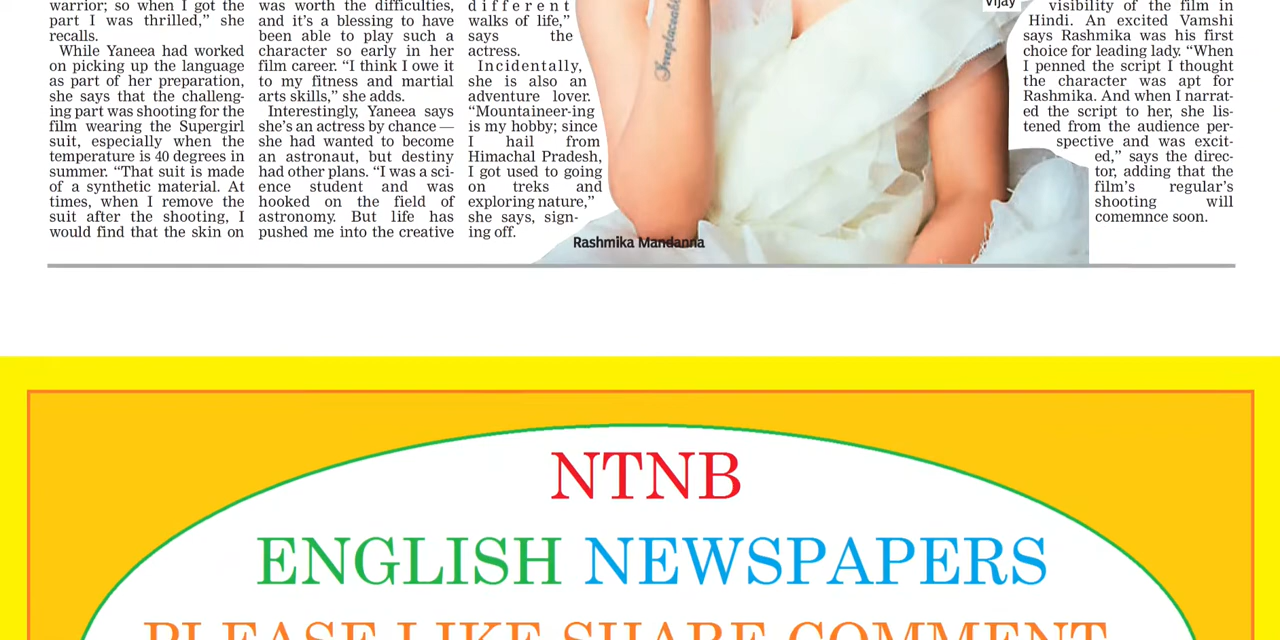 warrior; so when I got the
part I was thrilled,” she
recalls.
While Yaneea had worked
on picking up the language
as part of her preparation,
she says that the challeng-
ing part was shooting for the
film wearing the Supergirl
suit, especially when the
temperature is 40 degrees in
summer. “That suit is made
of a synthetic material. At
times, when I remove the
suit after the shooting, I
would find that the skin on
was worth the difficulties,
and it’s a blessing to have
been able to play such a
character so early in her
film career. “I think I owe it
to my fitness and martial
arts skills,” she adds.
Interestingly, Yaneea says
she’s an actress by chance —
she had wanted to become
an astronaut, but destiny
had other plans. “I was a sci-
ence student and was
hooked on the field of
astronomy. But life has
pushed me into the creative
different
walks of life,”
says the
actress.
Incidentally,
she is also an
adventure lover.
“Mountaineer-ing
is my hobby; since
I hail from
Himachal Pradesh,
I got used to going
on treks and
exploring nature,”
she says, sign-
ing off.
Irreplaceable
Rashmika Mandanna
Vijay
visibility of the film in
Hindi. An excited Vamshi
says Rashmika was his first
choice for leading lady. “When
I penned the script I thought
the character was apt for
Rashmika. And when I narrat-
ed the script to her, she lis-
tened from the audience per-
spective and was excit-
ed,” says the direc-
tor, adding that the
film’s regular’s
shooting will
comemnce soon.
NTNB
ENGLISH NEWSPAPERS
PLEASE LIKE SHARE COMMENT